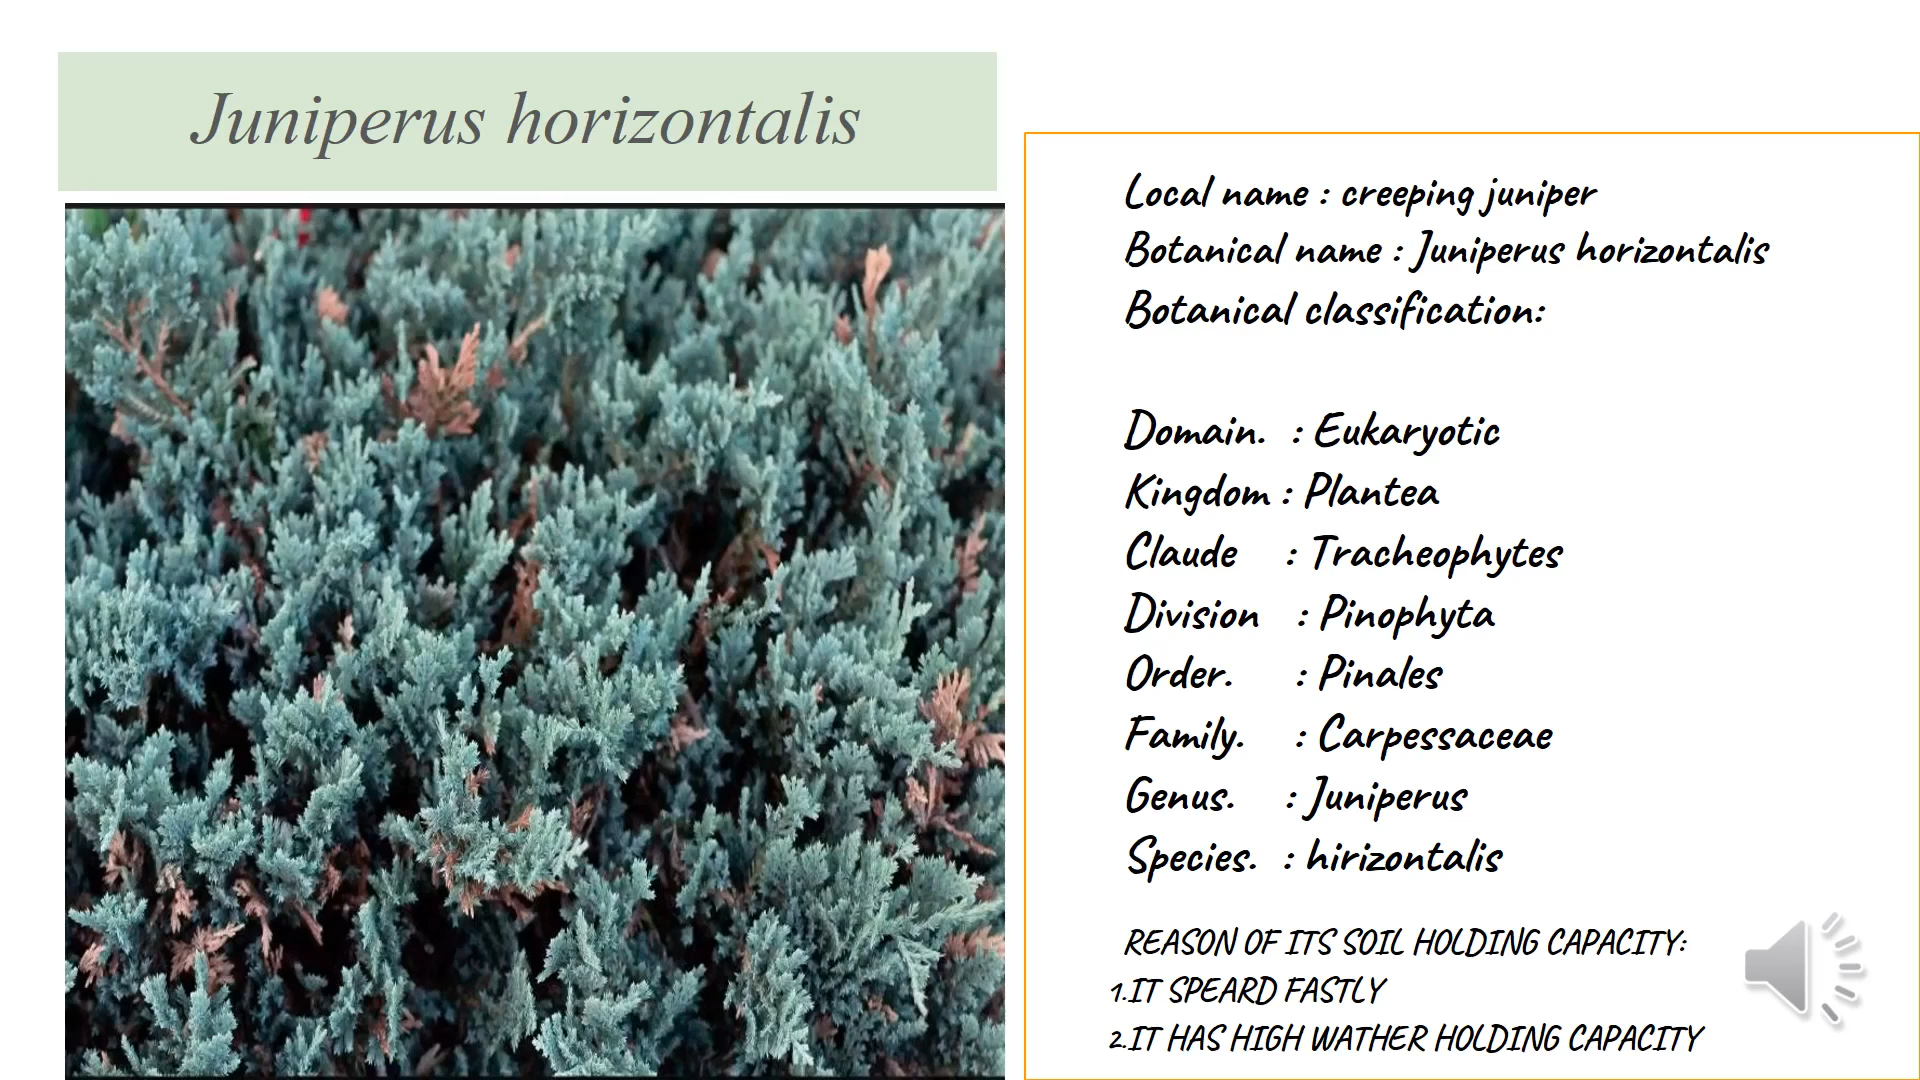 Juniperus horizontalis
Local name : creeping juniper
Botanical name : Juniperus horizontalis
Botanical classification:
Domain. : Eukaryotic
Kingdom : Plantea
Claude : Tracheophytes
Division : Pinophyta
Order. : Pinales
Family. : Carpessaceae
Genus. : Juniperus
Species. : hirizontalis
REASON OF ITS SOIL HOLDING CAPACITY:
1.IT SPEARD FASTLY
2.IT HAS HIGH WATHER HOLDING CAPACITY